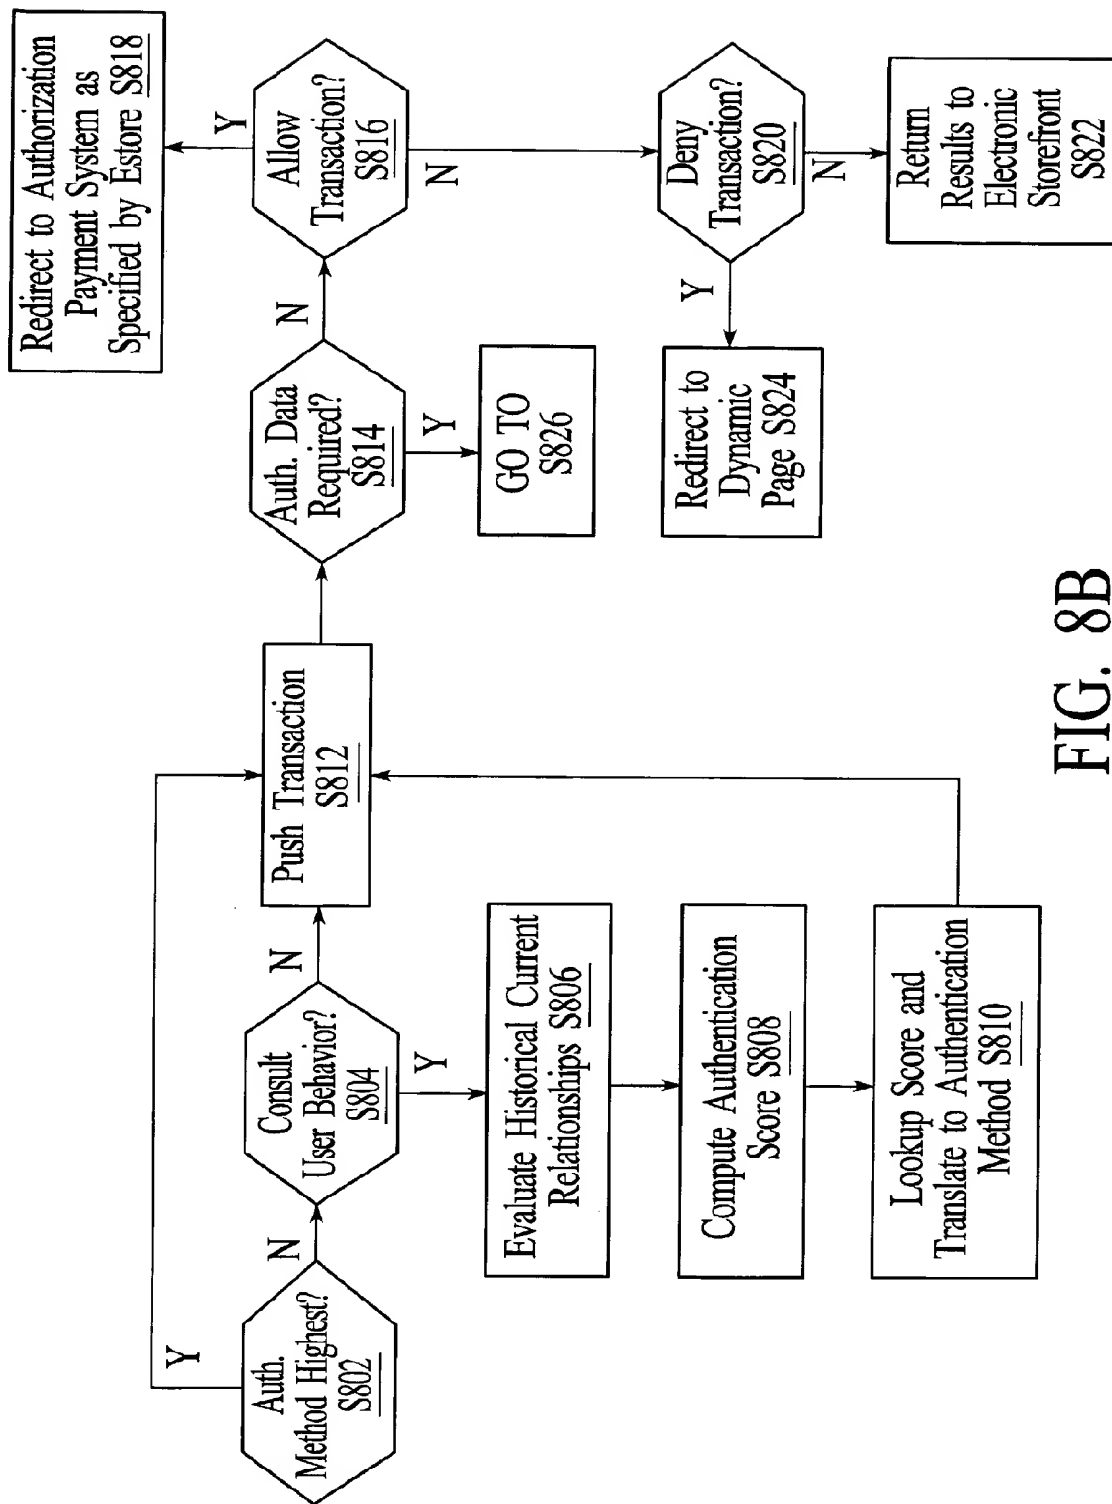 Auth.
Method Highest?
S802
Y
N
Consult
User Behavior?
S804
N
Y
Evaluate Historical Current
Relationships S806
Compute Authentication
Score S808
Lookup Score and
Translate to Authentication
Method S810
Push Transaction
S812
Auth. Data
Required?
S814
N
Y
GO TO
S826
Allow
Transaction?
S816
Y
N
Redirect to Authorization
Payment System as
Specified by Estore S818
Deny
Transaction?
S820
Y
N
Redirect to
Dynamic
Page S824
Return
Results to
Electronic
Storefront
S822
FIG. 8B